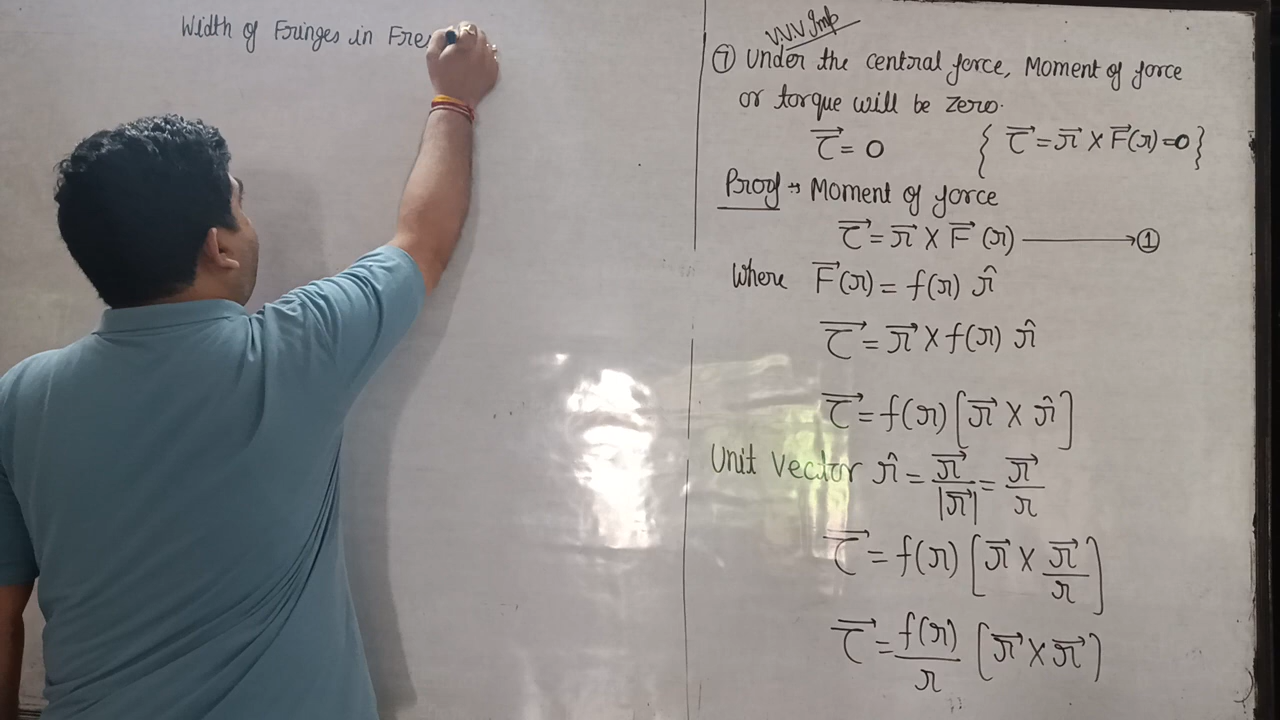 Width of Fringes in Fre
VVV Imp
⑦ Under the central force, Moment of force
or torque will be zero.
τ⃗ = 0 { τ⃗ = r⃗ × F⃗(r) = 0 }
Proof → Moment of force
τ⃗ = r⃗ × F⃗ (r) ———→ ①
Where F⃗(r) = f(r) r̂
τ⃗ = r⃗ × f(r) r̂
τ⃗ = f(r) [r⃗ × r̂]
Unit Vector r̂ = r⃗/|r⃗| = r⃗/r
τ⃗ = f(r) [r⃗ × r⃗/r]
τ⃗ = f(r)/r [r⃗ × r⃗]